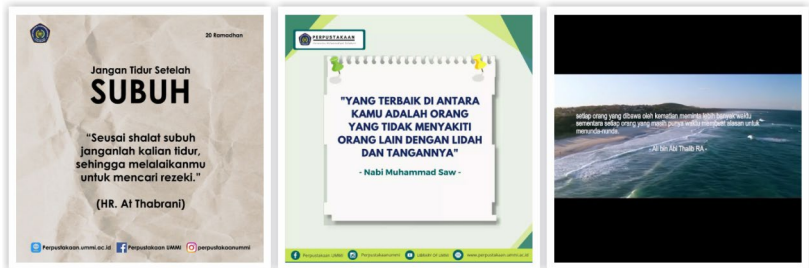 20 Ramadhan
Jangan Tidur Setelah
SUBUH
"Seusai shalat subuh
janganlah kalian tidur,
sehingga melalaikanmu
untuk mencari rezeki."
(HR. At Thabrani)
Perpustakaan.ummi.ac.id Perpustakaan UMMI perpustakaanummi
PERPUSTAKAAN
"YANG TERBAIK DI ANTARA
KAMU ADALAH ORANG
YANG TIDAK MENYAKITI
ORANG LAIN DENGAN LIDAH
DAN TANGANNYA"
- Nabi Muhammad Saw -
Perpustakaan UMMI Perpustakaanummi LIBRARY OF UMMI www.perpustakaan.ummi.ac.id
setiap orang yang dibawa oleh kematian meminta lebih banyak waktu
sementara setiap orang yang masih punya waktu membuat alasan untuk
menunda-nunda.
- Ali bin Abi Thalib RA -